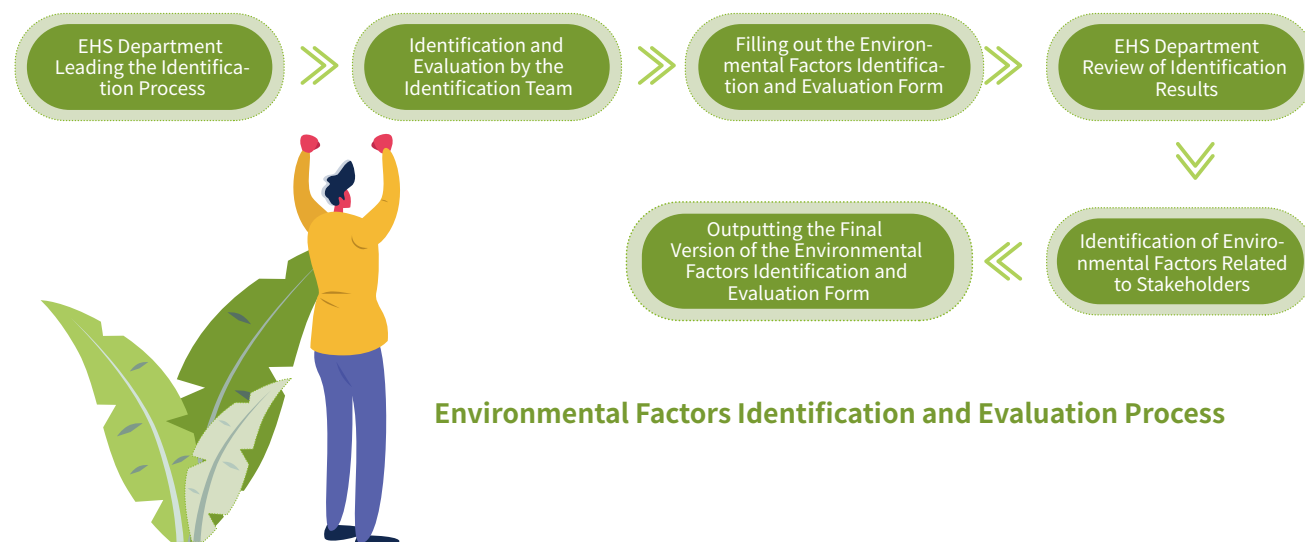 EHS Department
Leading the Identifica-
tion Process
Identification and
Evaluation by the
Identification Team
Filling out the Environ-
mental Factors Identifica-
tion and Evaluation Form
EHS Department
Review of Identification
Results
Identification of Enviro-
nmental Factors Related
to Stakeholders
Outputting the Final
Version of the Environmental
Factors Identification and
Evaluation Form
Environmental Factors Identification and Evaluation Process